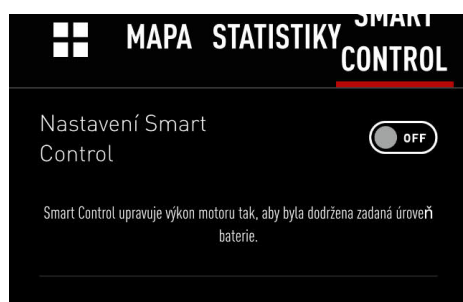 MAPA STATISTIKY SMART
CONTROL
Nastavení Smart
Control
OFF
Smart Control upravuje výkon motoru tak, aby byla dodržena zadaná úroveň
baterie.